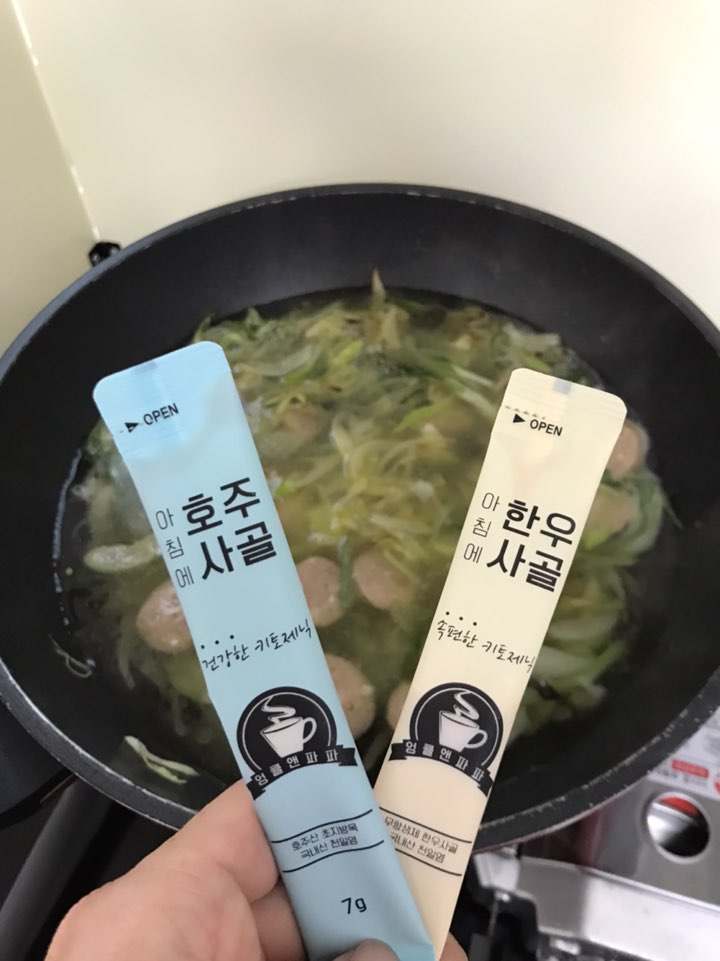 ▶ OPEN
아침에
호주
사골
건강한 키토제닉
엉클앤파파
호주산 초지방목
국내산 천일염
7g
▶ OPEN
아침에
한우
사골
속편한 키토제닉
엉클앤파파
무항생제 한우사골
국내산 천일염